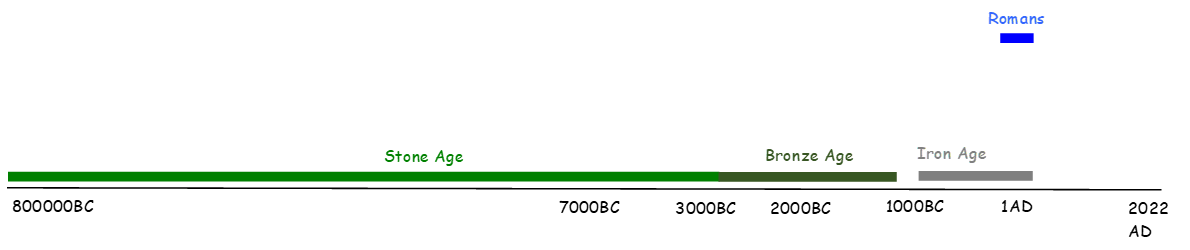 Romans
Stone Age
Bronze Age
Iron Age
800000BC
7000BC
3000BC
2000BC
1000BC
1AD
2022
AD